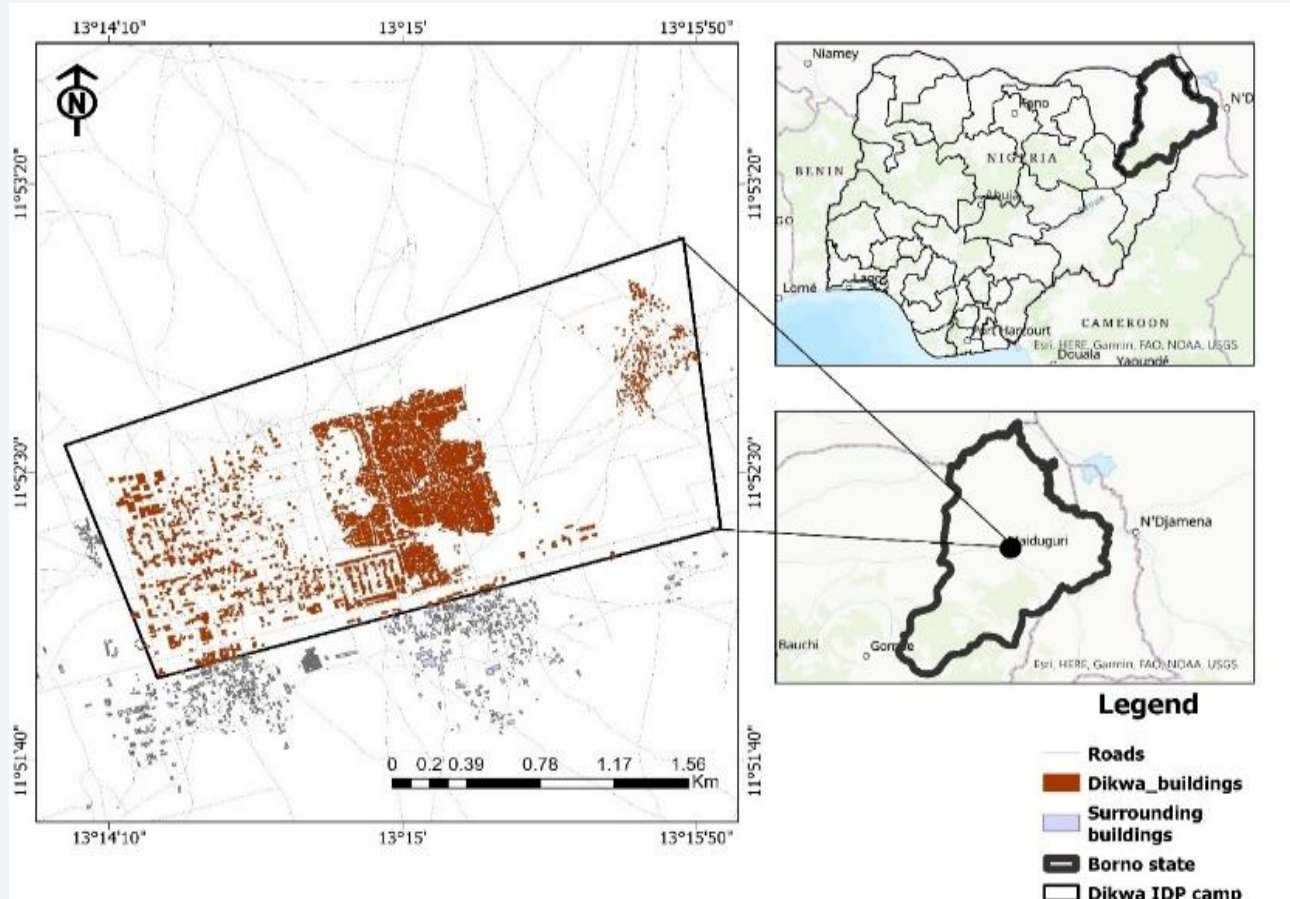 13°14'10"
13°15'
13°15'50"
N
11°53'20"
11°52'30"
11°51'40"
0 0.2 0.39 0.78 1.17 1.56
Km
13°14'10"
13°15'
13°15'50"
11°53'20"
11°52'30"
11°51'40"
Niamey
N'D
BENIN
NIGERIA
Abuja
GO
Lomé
Port Harcourt
CAMEROON
Esri, HERE, Garmin, FAO, NOAA, USGS
Douala
Yaoundé
N'Djamena
aiduguri
Bauchi
Esri, HERE, Garmin, FAO, NOAA, USGS
Legend
Roads
Dikwa_buildings
Surrounding
buildings
Borno state
Dikwa IDP camp